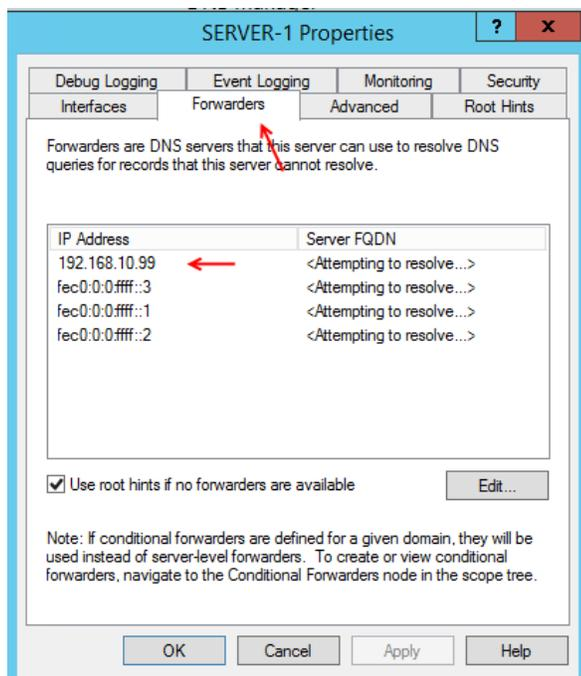 SERVER-1 Properties
? x
Debug Logging Event Logging Monitoring Security
Interfaces Forwarders Advanced Root Hints
Forwarders are DNS servers that this server can use to resolve DNS
queries for records that this server cannot resolve.
IP Address Server FQDN
192.168.10.99 <Attempting to resolve...>
fec0:0:0:ffff::3 <Attempting to resolve...>
fec0:0:0:ffff::1 <Attempting to resolve...>
fec0:0:0:ffff::2 <Attempting to resolve...>
Use root hints if no forwarders are available Edit...
Note: If conditional forwarders are defined for a given domain, they will be
used instead of server-level forwarders. To create or view conditional
forwarders, navigate to the Conditional Forwarders node in the scope tree.
OK Cancel Apply Help